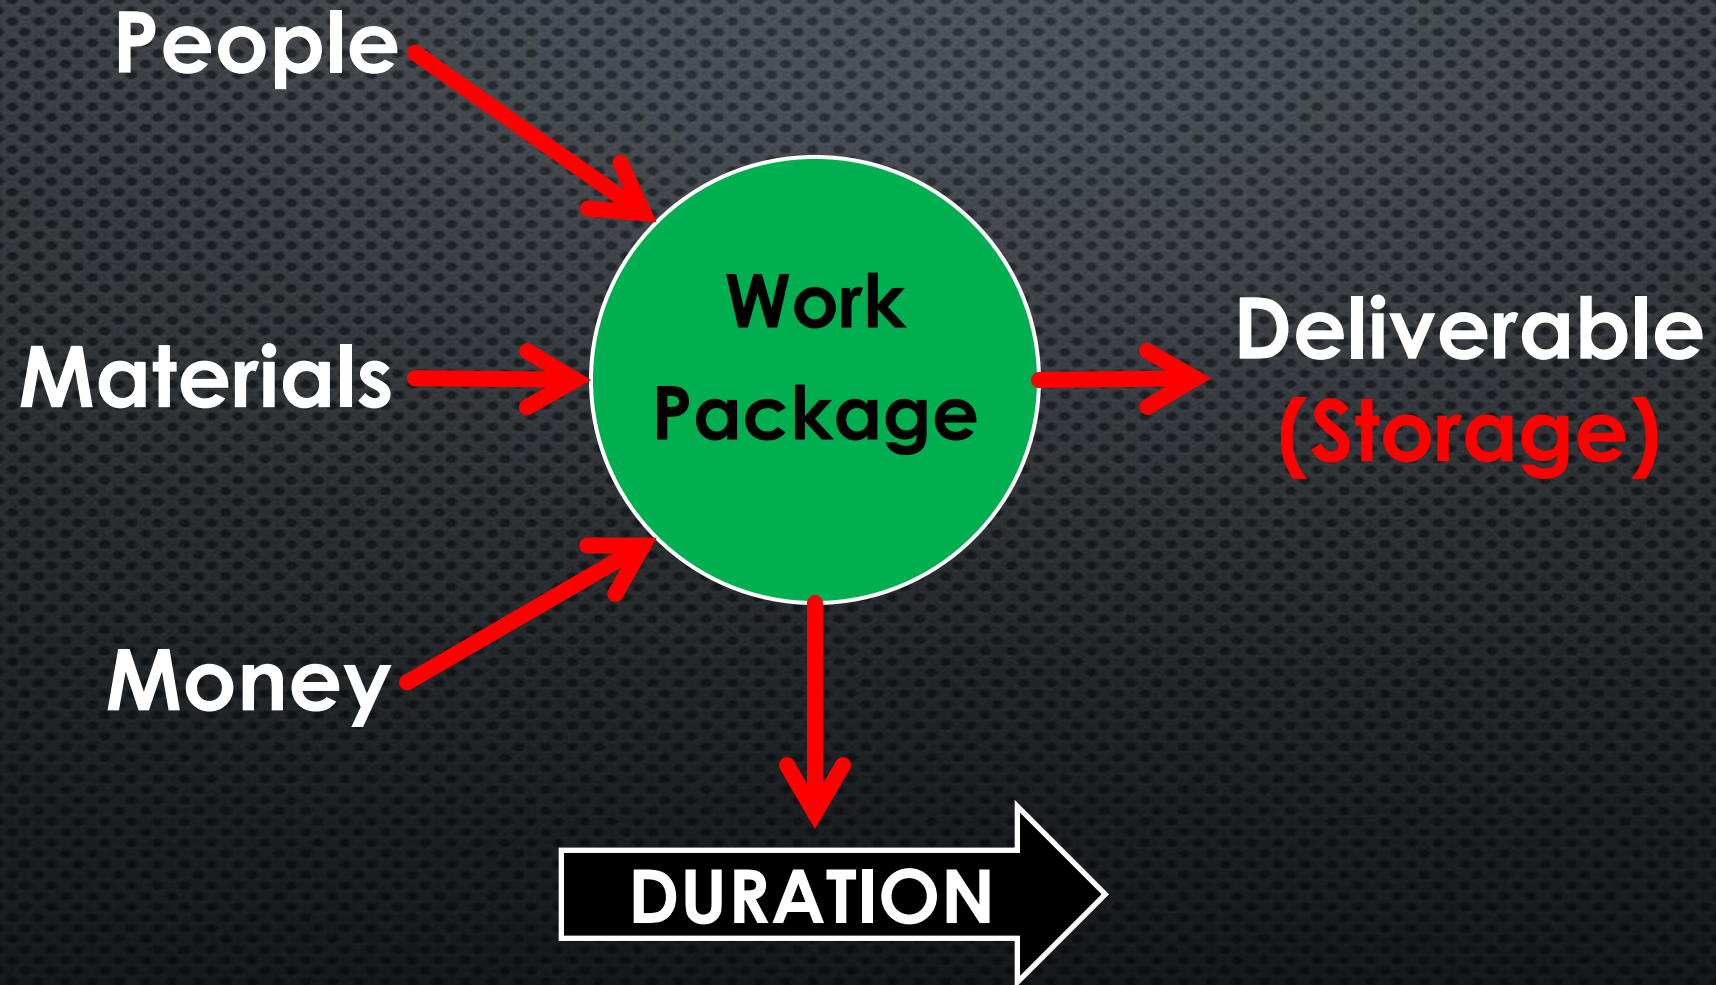 People
Materials
Money
Work
Package
Deliverable
(Storage)
DURATION